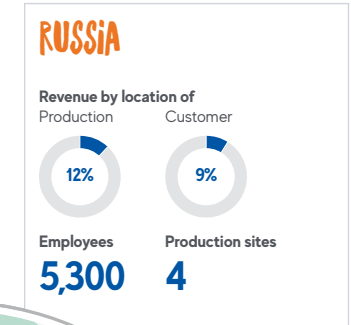 RUSSiA
Revenue by location of
Production Customer
12% 9%
Employees Production sites
5,300 4